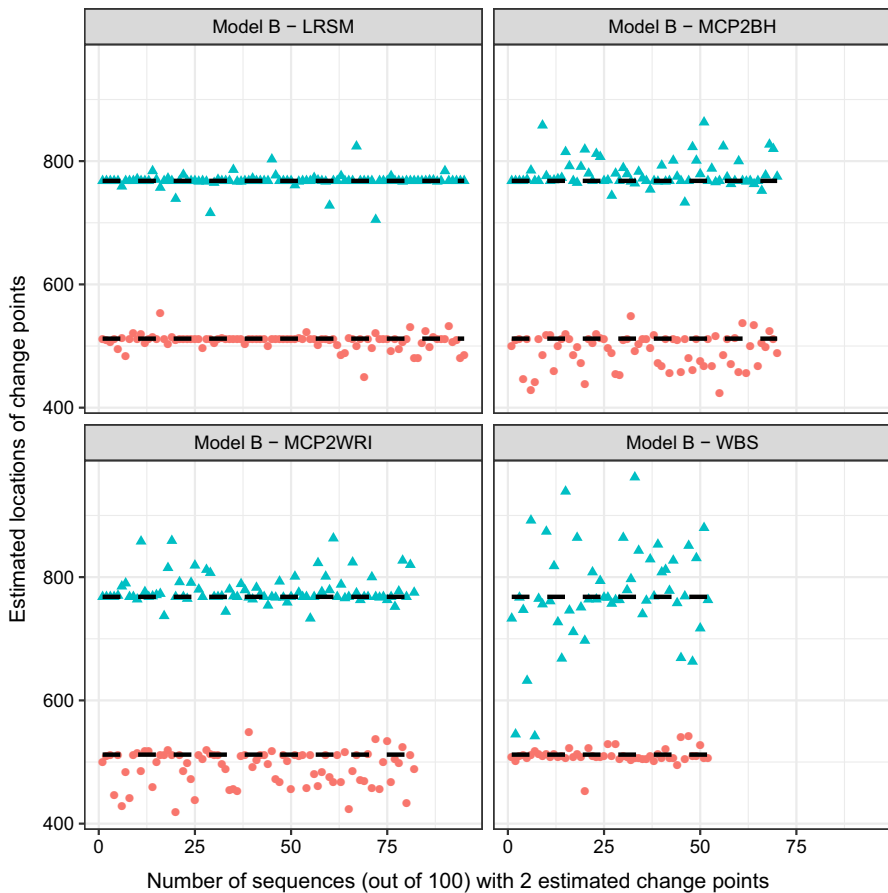 Model B − LRSM
Model B − MCP2BH
800
600
400
Model B − MCP2WRI
Model B − WBS
800
600
400
0
25
50
75
0
25
50
75
Estimated locations of change points
Number of sequences (out of 100) with 2 estimated change points